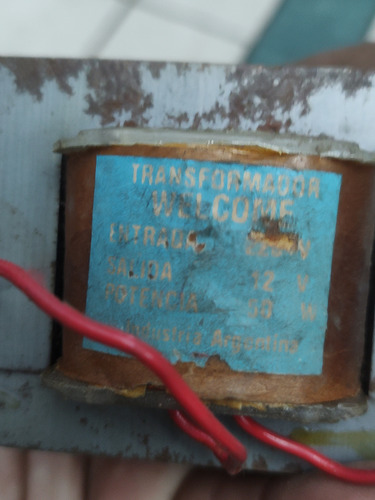 TRANSFORMADOR
WELCOME
ENTRADA V
SALIDA 12 V
POTENCIA W
Industria Argentina